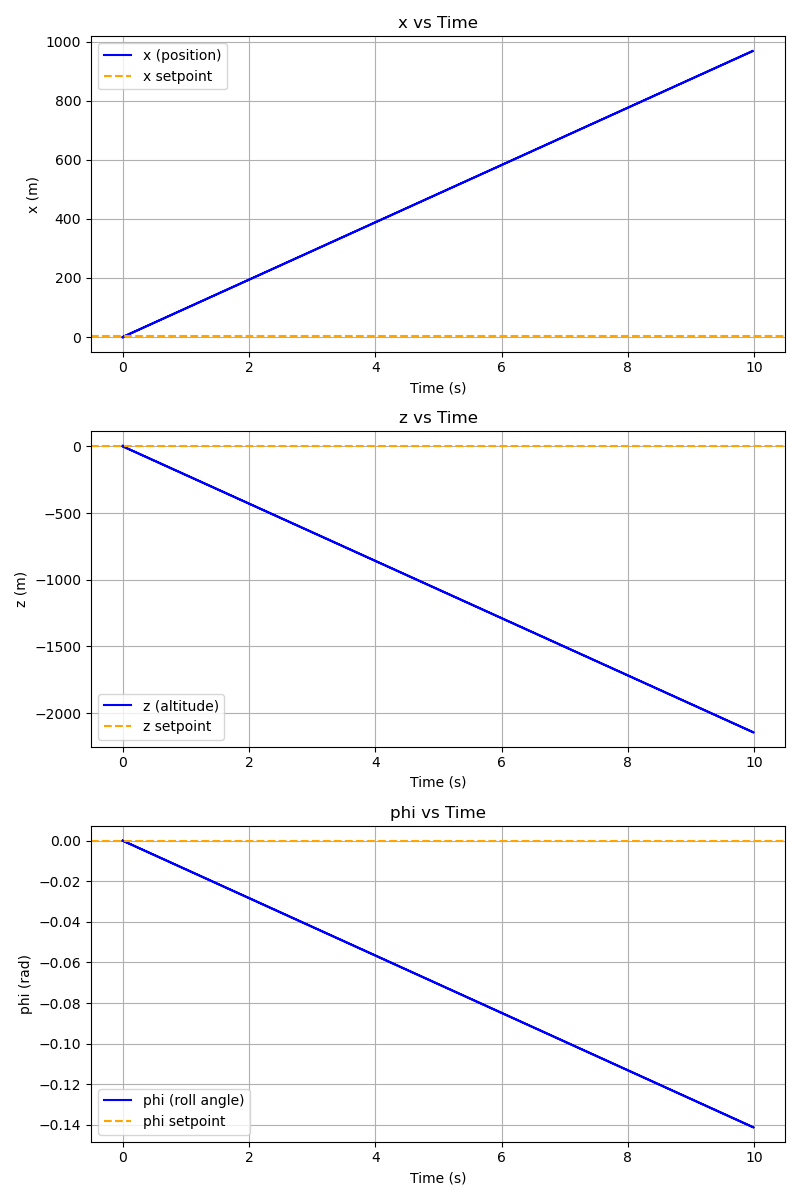 x vs Time
x (position)
x setpoint
1000
800
600
400
200
0
x (m)
0 2 4 6 8 10
Time (s)
z vs Time
0
−500
−1000
−1500
−2000
z (m)
z (altitude)
z setpoint
0 2 4 6 8 10
Time (s)
phi vs Time
0.00
−0.02
−0.04
−0.06
−0.08
−0.10
−0.12
−0.14
phi (rad)
phi (roll angle)
phi setpoint
0 2 4 6 8 10
Time (s)